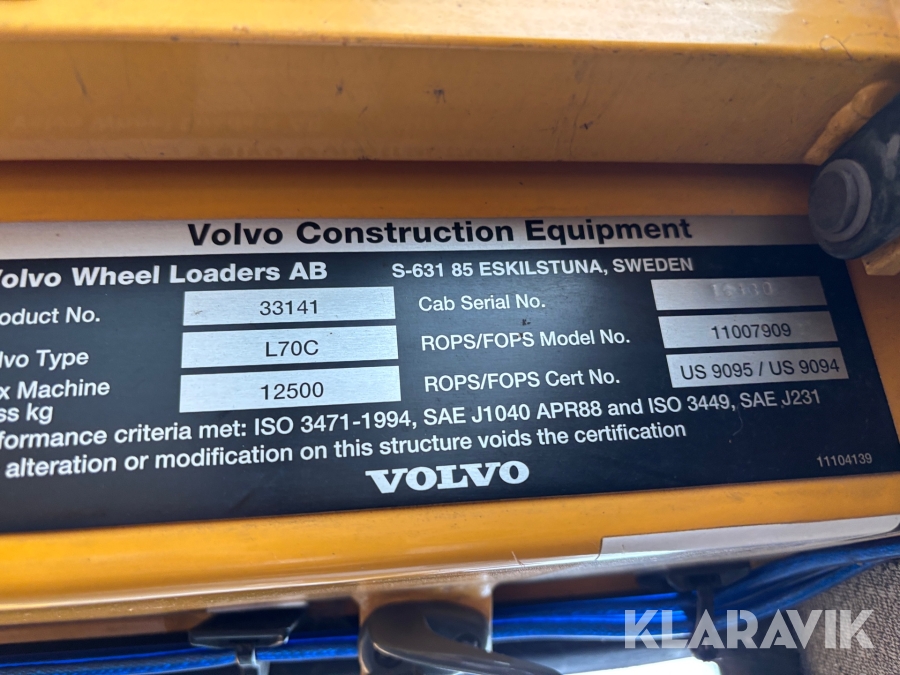 Volvo Construction Equipment
Volvo Wheel Loaders AB S-631 85 ESKILSTUNA, SWEDEN
oduct No. 33141 Cab Serial No.
lvo Type L70C ROPS/FOPS Model No. 11007909
x Machine 12500 ROPS/FOPS Cert No. US 9095 / US 9094
ss kg
formance criteria met: ISO 3471-1994, SAE J1040 APR88 and ISO 3449, SAE J231
alteration or modification on this structure voids the certification
VOLVO
11104139
KLARAVIK